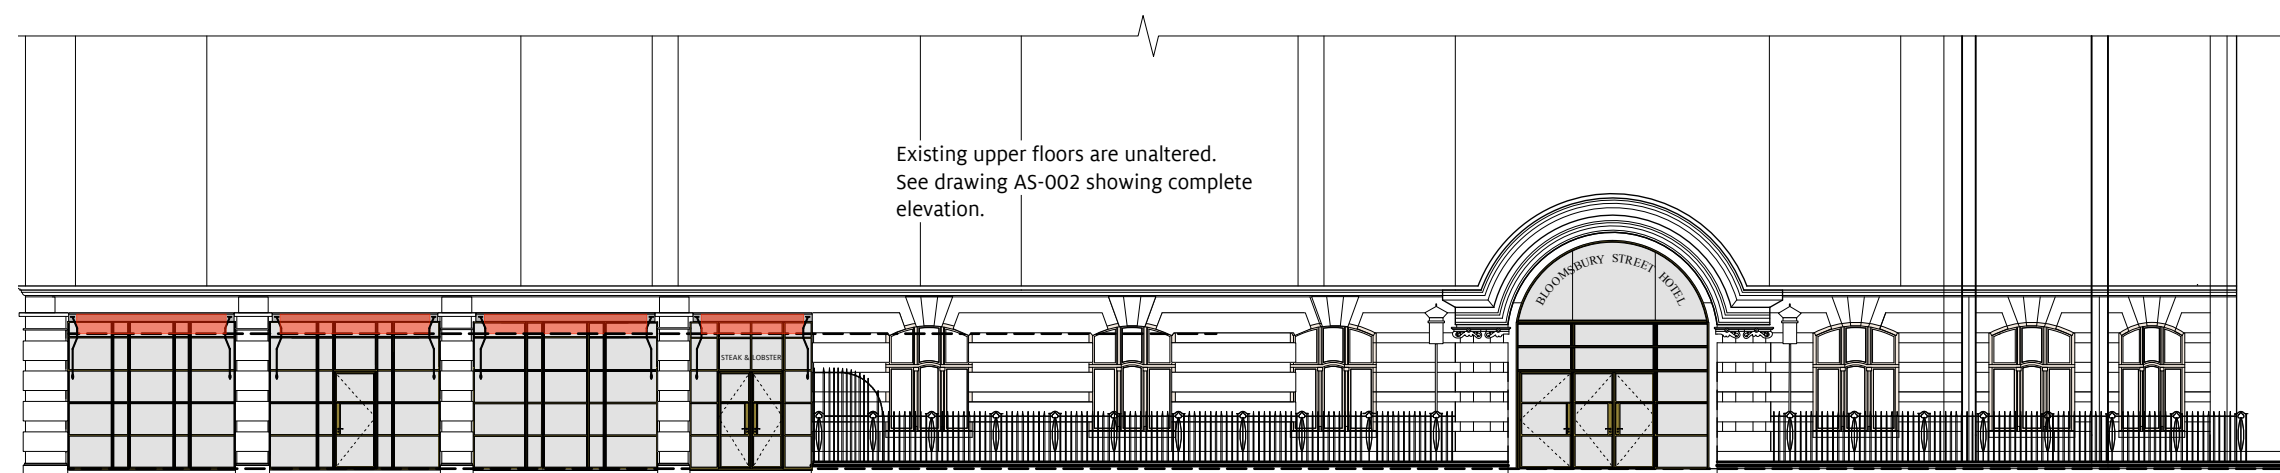 Existing upper floors are unaltered.
See drawing AS-002 showing complete
elevation.
BLOOMSBURY STREET HOTEL
STEAK & LOBSTER